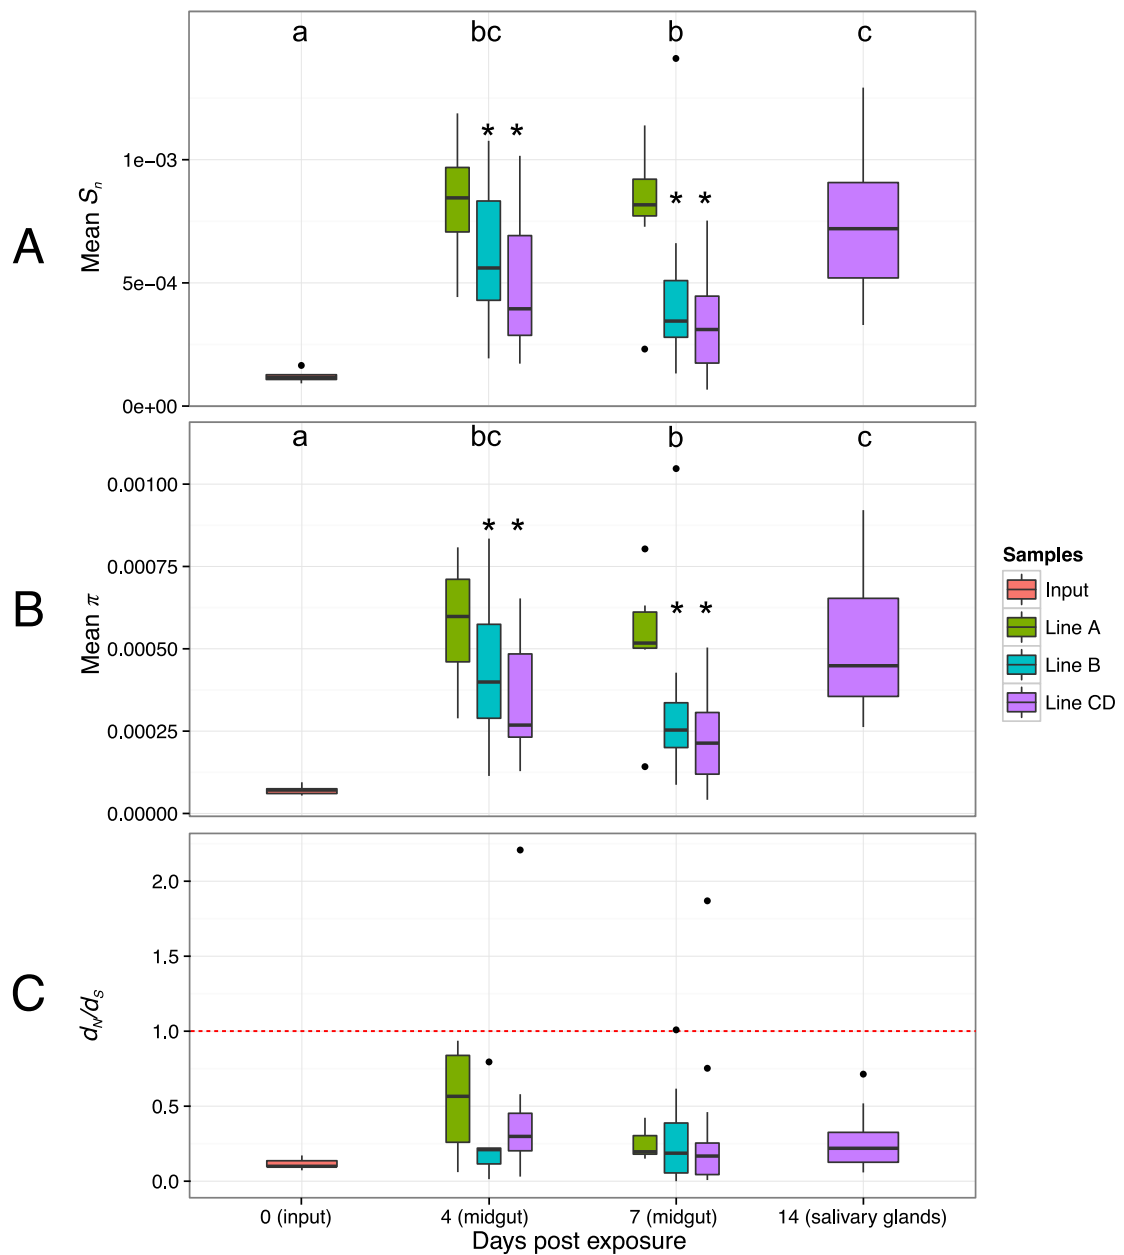 A
Mean Sn
a
bc
b
c
1e−03
* *
* *
5e−04
0e+00
B
Mean π
a
bc
b
c
0.00100
* *
0.00075
* *
0.00050
0.00025
0.00000
Samples
Input
Line A
Line B
Line CD
C
dN/dS
2.0
1.5
1.0
0.5
0.0
0 (input)
4 (midgut)
7 (midgut)
14 (salivary glands)
Days post exposure